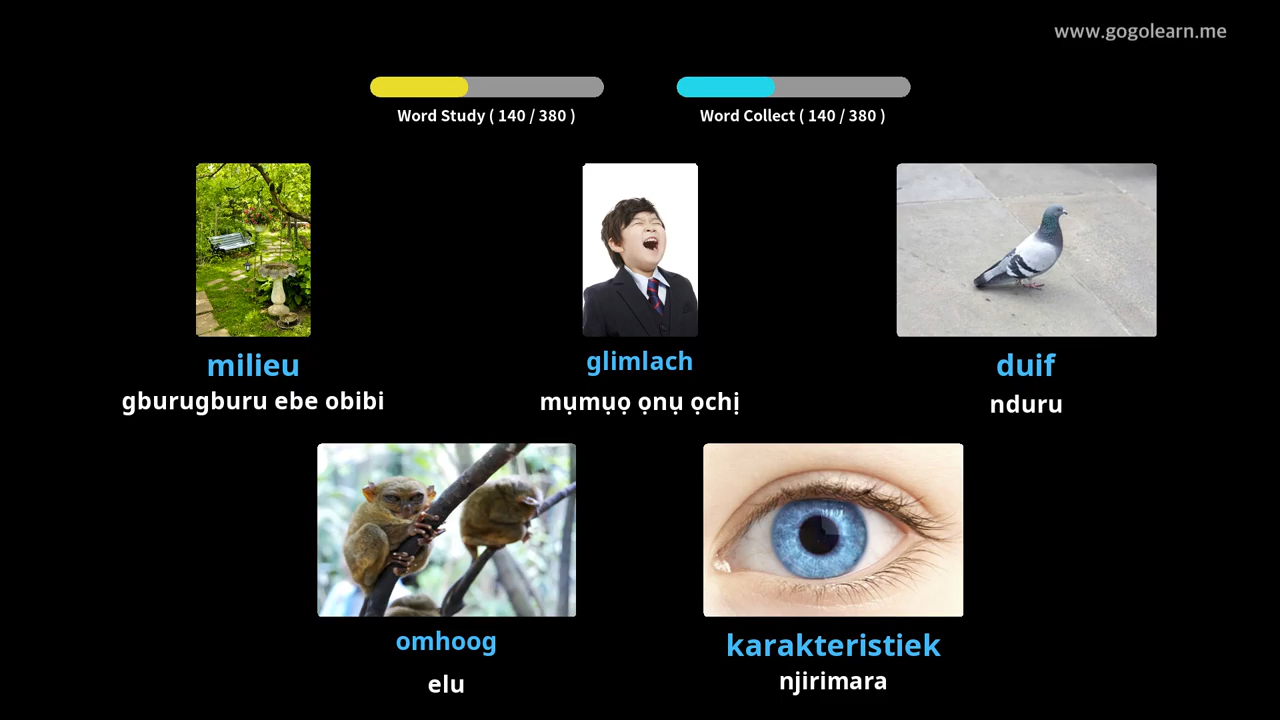 www.gogolearn.me
Word Study ( 140 / 380 )
Word Collect ( 140 / 380 )
milieu
gburugburu ebe obibi
glimlach
mụmụọ ọnụ ọchị
duif
nduru
omhoog
elu
karakteristiek
njirimara